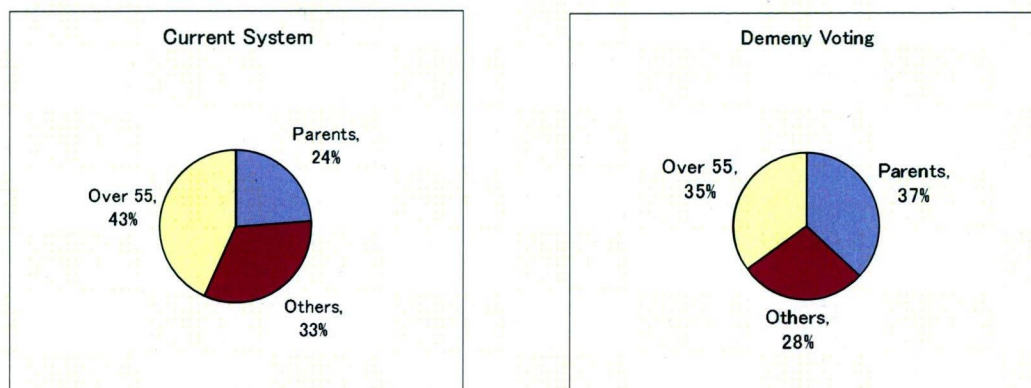 Current System
Parents,
24%
Over 55,
43%
Others,
33%
Demeny Voting
Over 55,
35%
Parents,
37%
Others,
28%